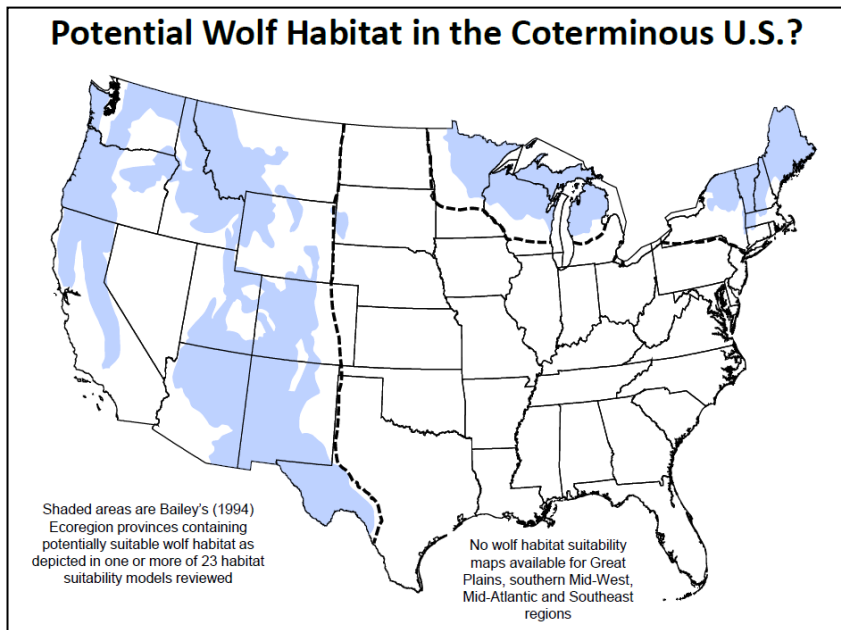 Potential Wolf Habitat in the Coterminous U.S.?
Shaded areas are Bailey's (1994)
Ecoregion provinces containing
potentially suitable wolf habitat as
depicted in one or more of 23 habitat
suitability models reviewed
No wolf habitat suitability
maps available for Great
Plains, southern Mid-West,
Mid-Atlantic and Southeast
regions